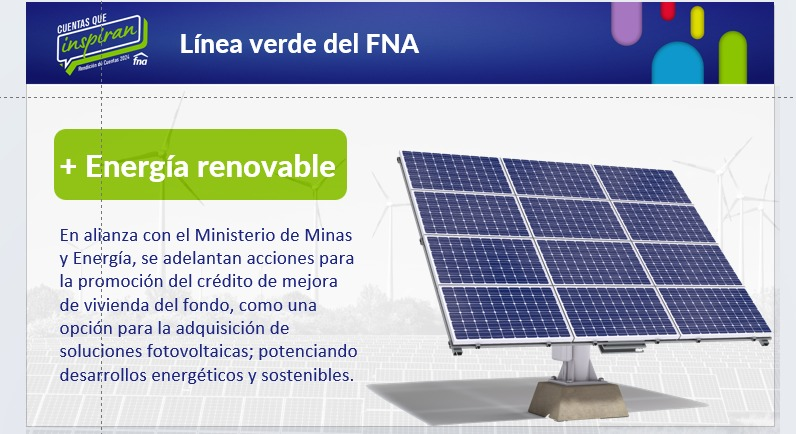 CUENTAS QUE
inspiran
Rendición de Cuentas 2024
fna
Línea verde del FNA
+ Energía renovable
En alianza con el Ministerio de Minas
y Energía, se adelantan acciones para
la promoción del crédito de mejora
de vivienda del fondo, como una
opción para la adquisición de
soluciones fotovoltaicas; potenciando
desarrollos energéticos y sostenibles.